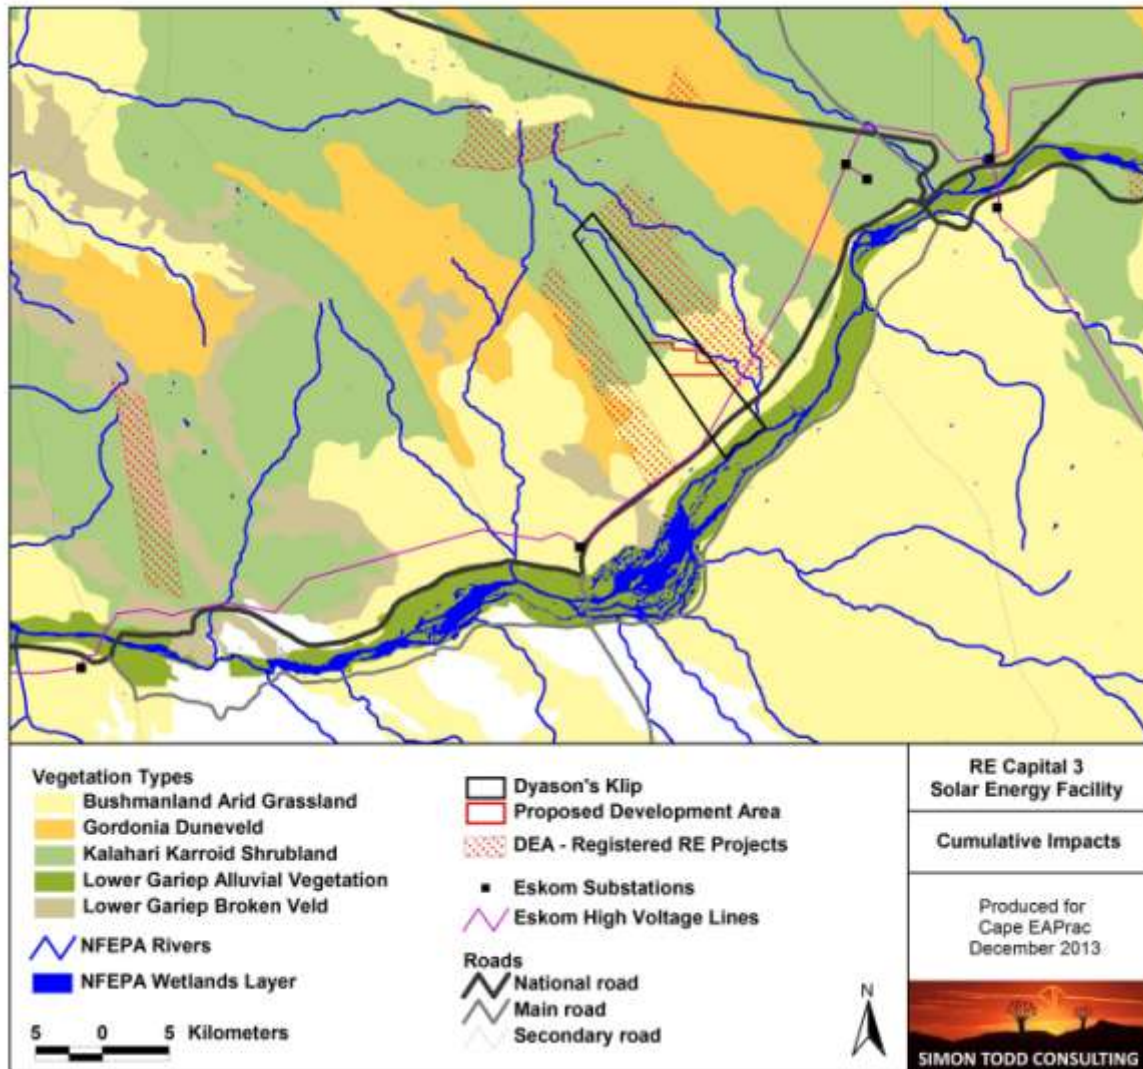 Vegetation Types
Bushmanland Arid Grassland
Gordonia Duneveld
Kalahari Karroid Shrubland
Lower Gariep Alluvial Vegetation
Lower Gariep Broken Veld
NFEPA Rivers
NFEPA Wetlands Layer
5 0 5 Kilometers
Dyason's Klip
Proposed Development Area
DEA - Registered RE Projects
Eskom Substations
Eskom High Voltage Lines
Roads
National road
Main road
Secondary road
N
RE Capital 3
Solar Energy Facility
Cumulative Impacts
Produced for
Cape EAPrac
December 2013
SIMON TODD CONSULTING